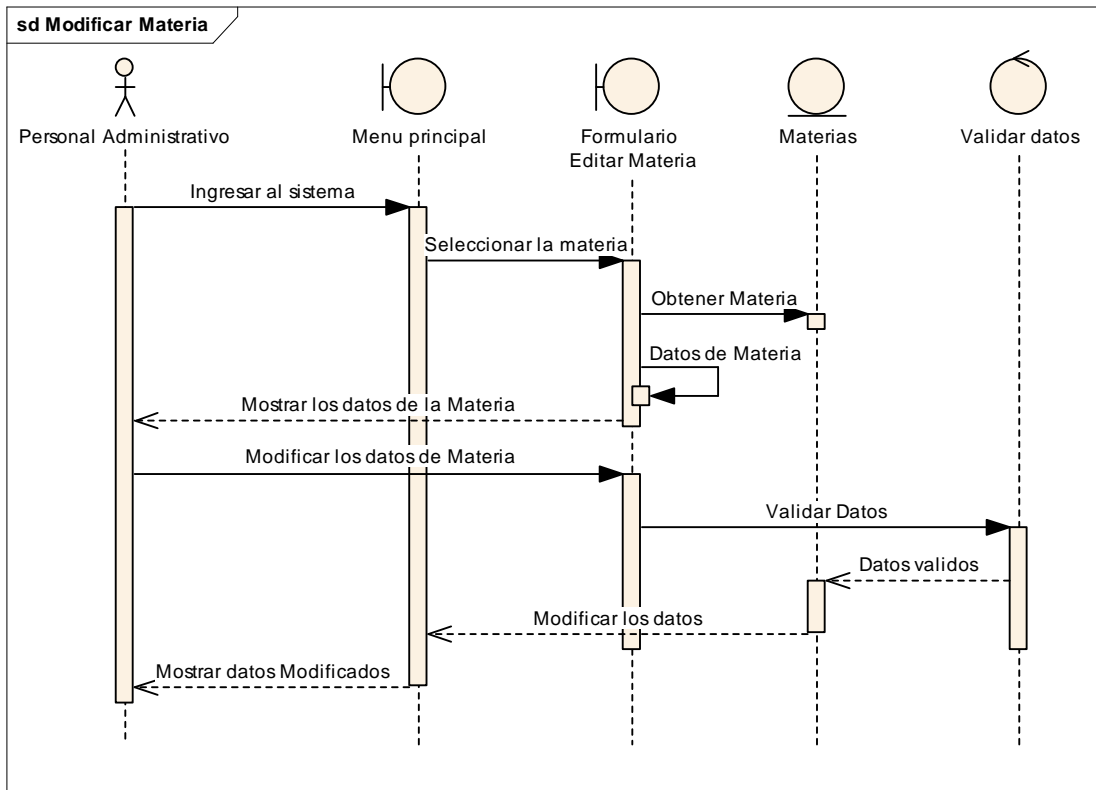 sd Modificar Materia
Personal Administrativo
Menu principal
Formulario
Editar Materia
Materias
Validar datos
Ingresar al sistema
Seleccionar la materia
Obtener Materia
Datos de Materia
Mostrar los datos de la Materia
Modificar los datos de Materia
Validar Datos
Datos validos
Modificar los datos
Mostrar datos Modificados